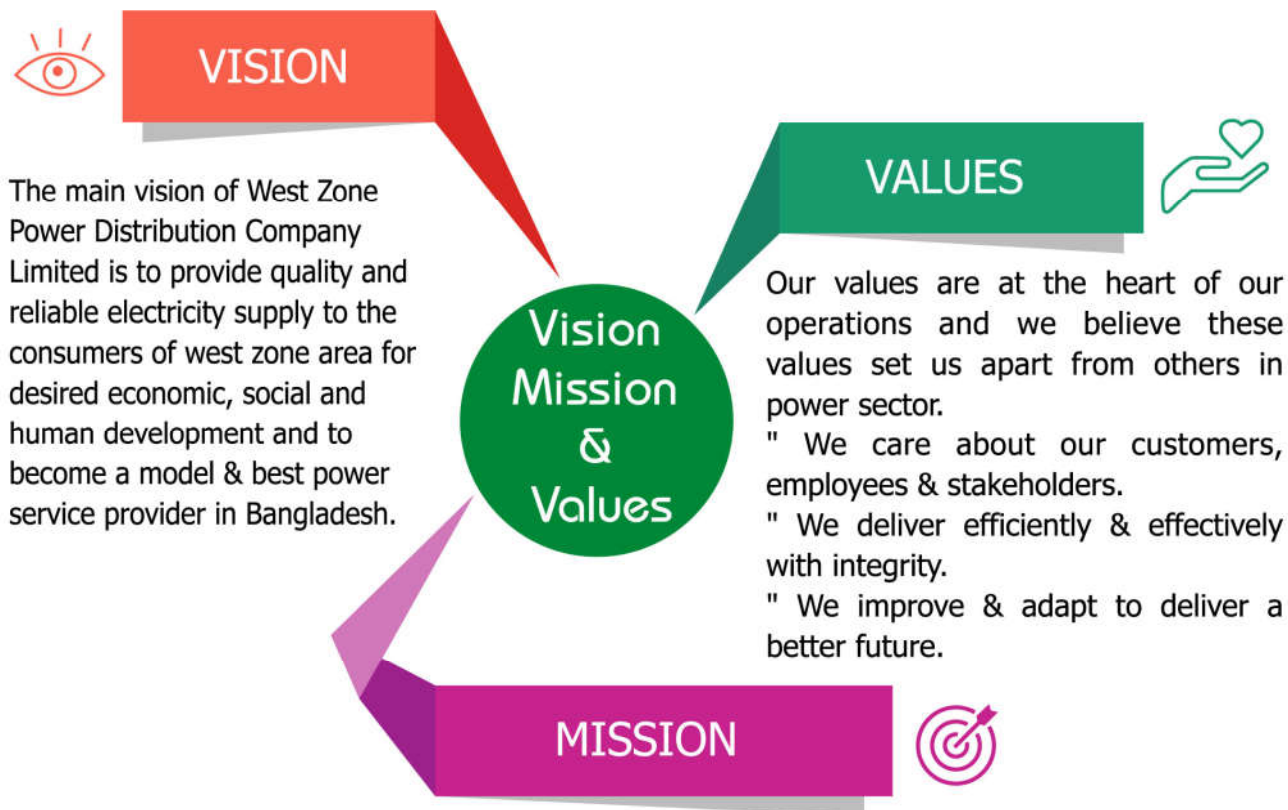 VISION
The main vision of West Zone
Power Distribution Company
Limited is to provide quality and
reliable electricity supply to the
consumers of west zone area for
desired economic, social and
human development and to
become a model & best power
service provider in Bangladesh.
Vision
Mission
&
Values
VALUES
Our values are at the heart of our
operations and we believe these
values set us apart from others in
power sector.
" We care about our customers,
employees & stakeholders.
" We deliver efficiently & effectively
with integrity.
" We improve & adapt to deliver a
better future.
MISSION